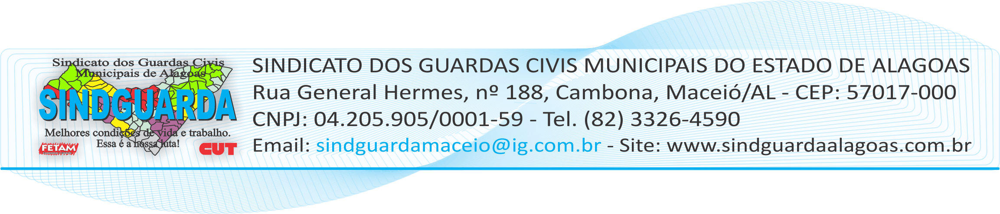 Sindicato dos Guardas Civis
Municipais de Alagoas
SINDGUARDA
Melhores condições de vida e trabalho.
Essa é a nossa luta!
FETAM
CUT
SINDICATO DOS GUARDAS CIVIS MUNICIPAIS DO ESTADO DE ALAGOAS
Rua General Hermes, nº 188, Cambona, Maceió/AL - CEP: 57017-000
CNPJ: 04.205.905/0001-59 - Tel. (82) 3326-4590
Email: sindguardamaceio@ig.com.br - Site: www.sindguardaalagoas.com.br